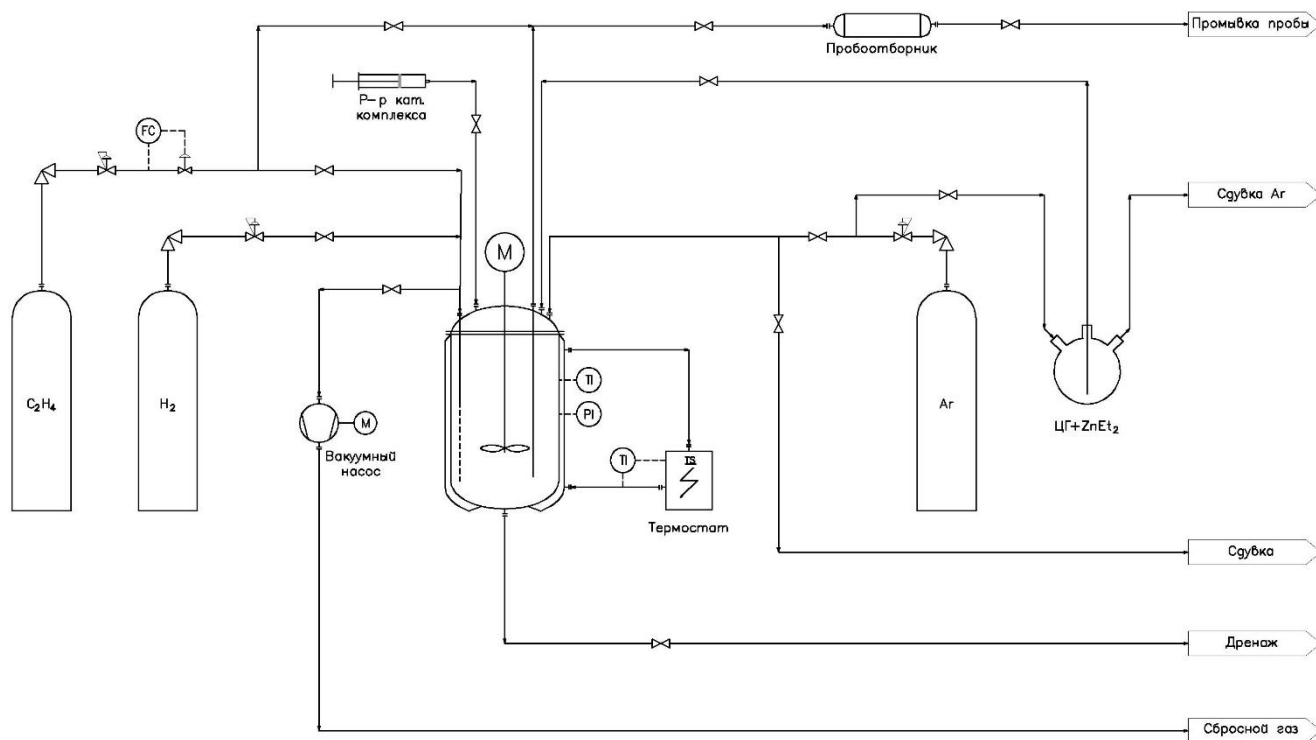 Промывка пробы
Пробоотборник
Р-р кат.
комплекса
FC
Сдувка Ar
M
C₂H₄
H₂
TI
PI
M
Вакуумный
насос
TI
TS
Термостат
Ar
ЦГ+ZnEt₂
Сдувка
Дренаж
Сбросной газ